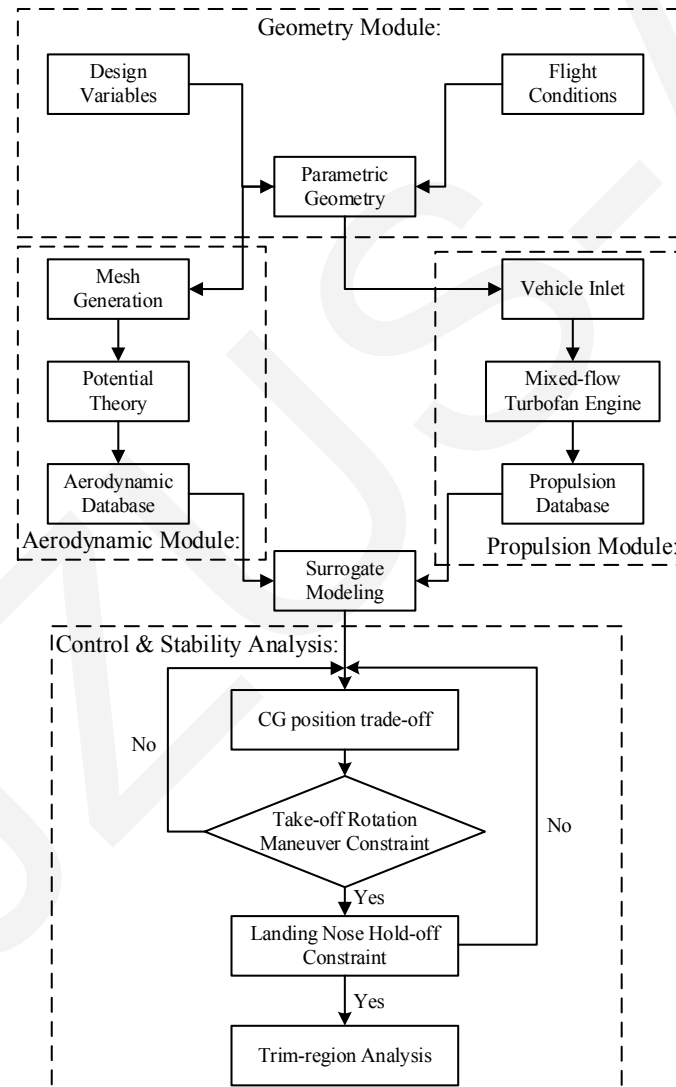 Geometry Module:
Design
Variables
Flight
Conditions
Parametric
Geometry
Mesh
Generation
Vehicle Inlet
Potential
Theory
Mixed-flow
Turbofan Engine
Aerodynamic
Database
Propulsion
Database
Aerodynamic Module:
Propulsion Module:
Surrogate
Modeling
Control & Stability Analysis:
CG position trade-off
No
Take-off Rotation
Maneuver Constraint
No
Yes
Landing Nose Hold-off
Constraint
Yes
Trim-region Analysis